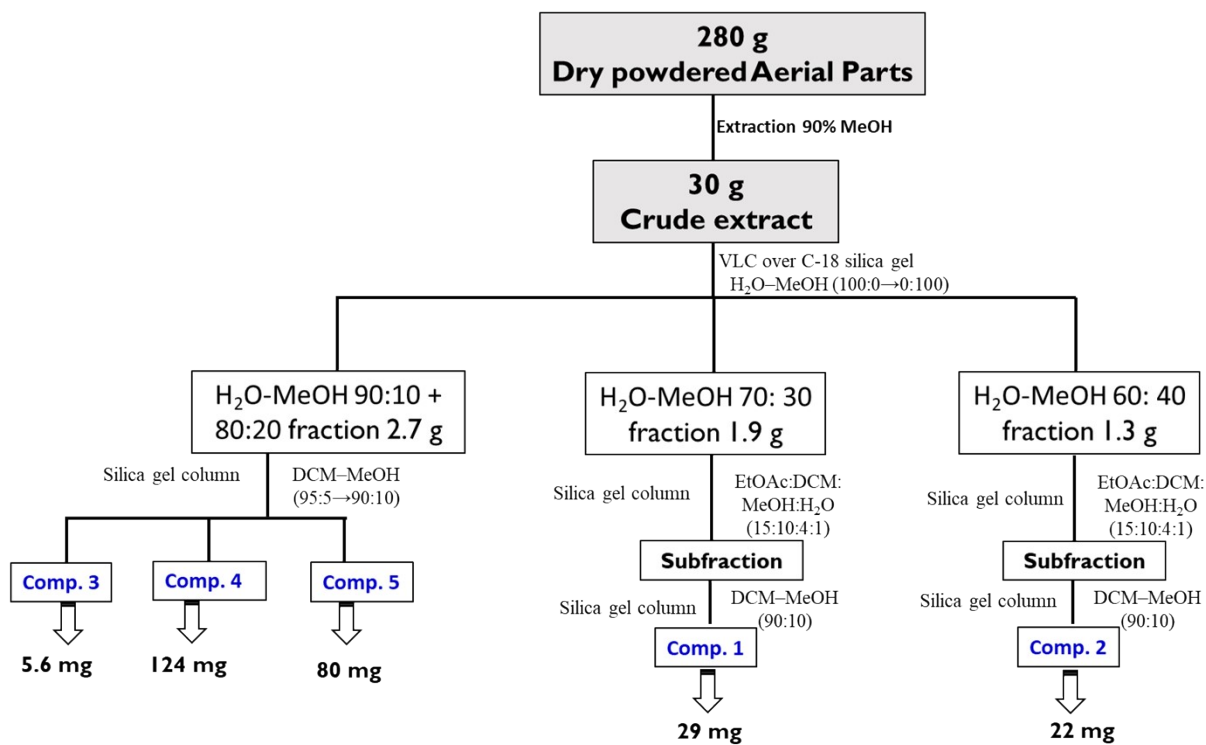 280 g
Dry powdered Aerial Parts
Extraction 90% MeOH
30 g
Crude extract
VLC over C-18 silica gel
H₂O–MeOH (100:0→0:100)
H₂O-MeOH 90:10 +
80:20 fraction 2.7 g
Silica gel column
DCM–MeOH
(95:5→90:10)
Comp. 3
Comp. 4
Comp. 5
5.6 mg
124 mg
80 mg
H₂O-MeOH 70: 30
fraction 1.9 g
Silica gel column
EtOAc:DCM:
MeOH:H₂O
(15:10:4:1)
Subfraction
Silica gel column
DCM–MeOH
(90:10)
Comp. 1
29 mg
H₂O-MeOH 60: 40
fraction 1.3 g
Silica gel column
EtOAc:DCM:
MeOH:H₂O
(15:10:4:1)
Subfraction
Silica gel column
DCM–MeOH
(90:10)
Comp. 2
22 mg